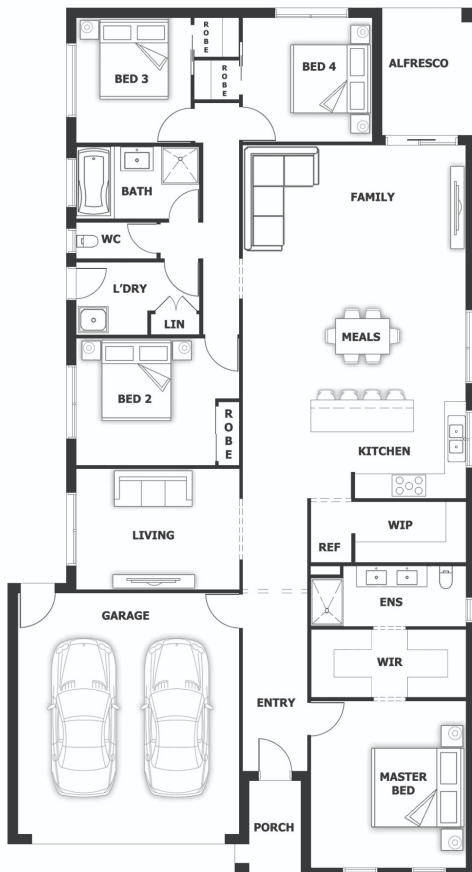 ROBE
BED 3
BED 4
ALFRESCO
ROBE
BATH
FAMILY
WC
L'DRY
LIN
MEALS
BED 2
ROBE
KITCHEN
LIVING
WIP
REF
ENS
GARAGE
WIR
ENTRY
MASTER
BED
PORCH